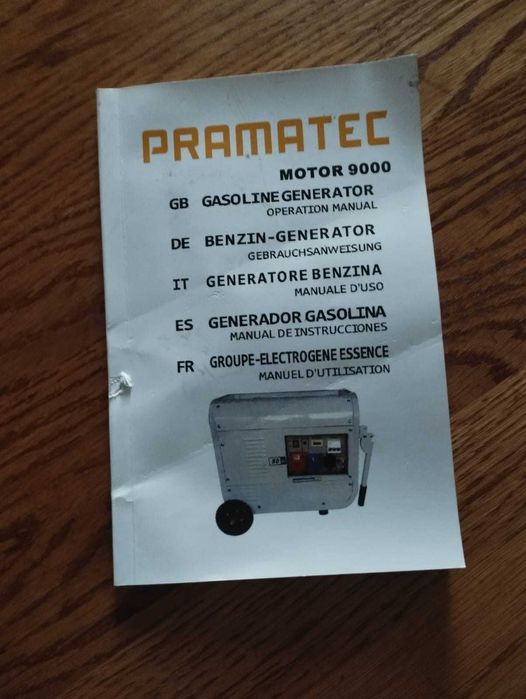 PRAMATEC
MOTOR 9000
GB GASOLINE GENERATOR
OPERATION MANUAL
DE BENZIN-GENERATOR
GEBRAUCHSANWEISUNG
IT GENERATORE BENZINA
MANUALE D'USO
ES GENERADOR GASOLINA
MANUAL DE INSTRUCCIONES
FR GROUPE-ELECTROGENE ESSENCE
MANUEL D'UTILISATION